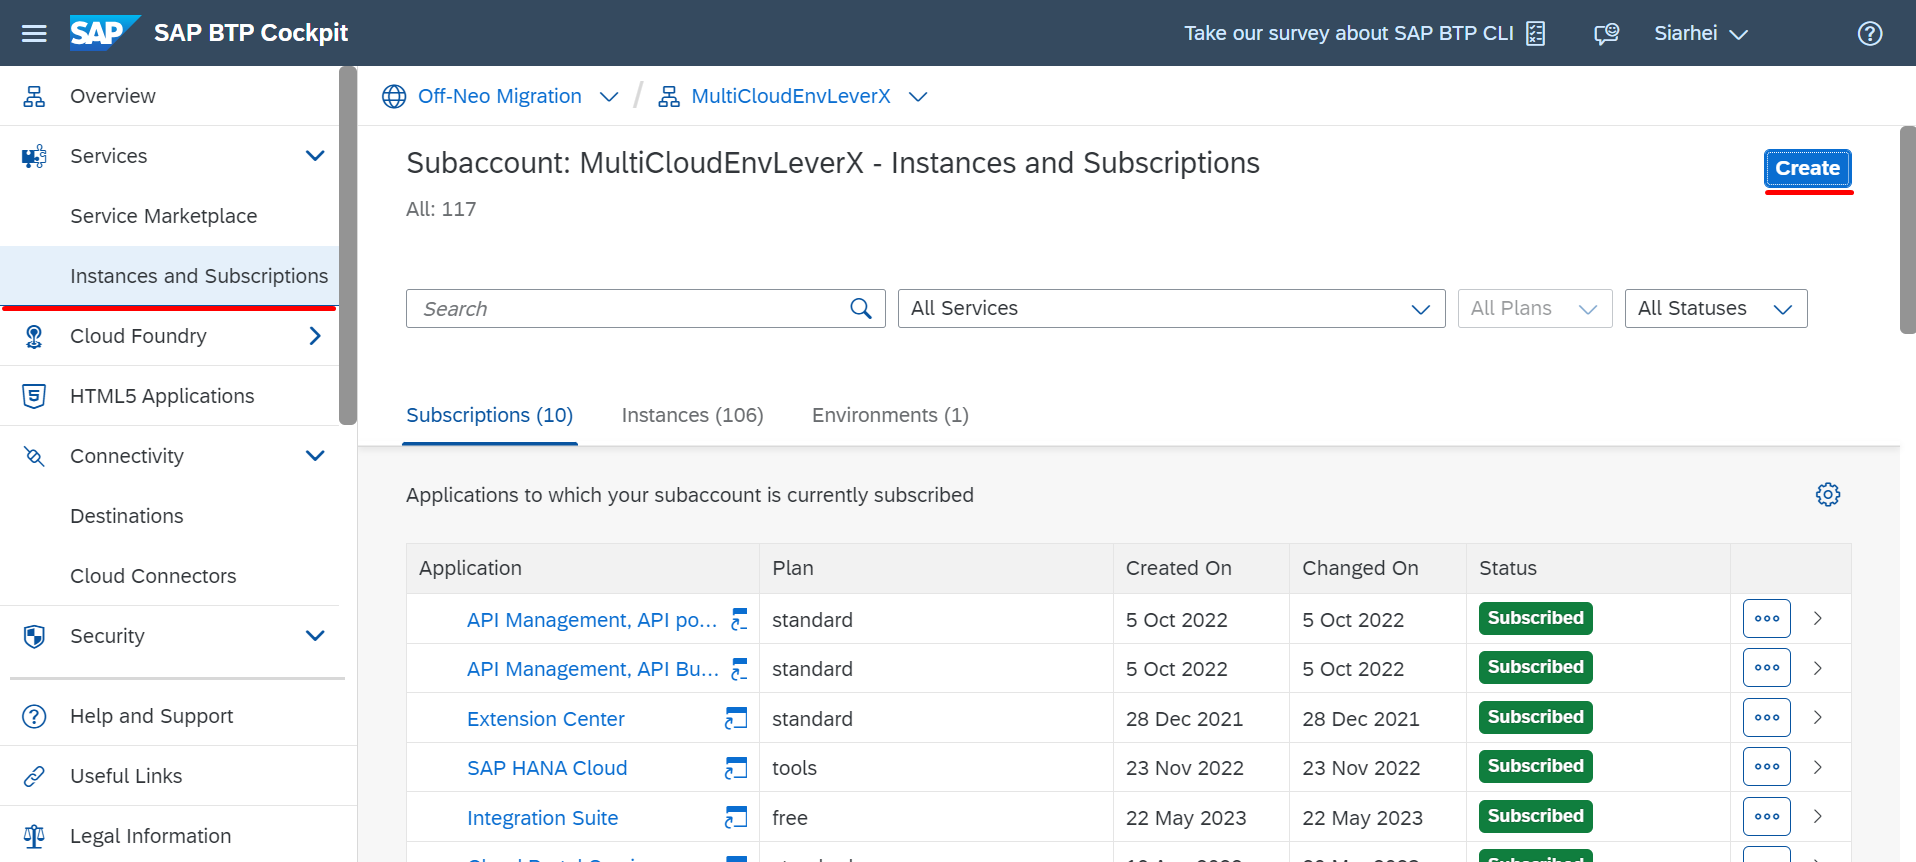 SAP SAP BTP Cockpit Take our survey about SAP BTP CLI Siarhei
Overview
Services
Service Marketplace
Instances and Subscriptions
Cloud Foundry
HTML5 Applications
Connectivity
Destinations
Cloud Connectors
Security
Help and Support
Useful Links
Legal Information
Off-Neo Migration / MultiCloudEnvLeverX
Subaccount: MultiCloudEnvLeverX - Instances and Subscriptions
Create
All: 117
Search All Services All Plans All Statuses
Subscriptions (10) Instances (106) Environments (1)
Applications to which your subaccount is currently subscribed
Application Plan Created On Changed On Status
API Management, API po... standard 5 Oct 2022 5 Oct 2022 Subscribed
API Management, API Bu... standard 5 Oct 2022 5 Oct 2022 Subscribed
Extension Center standard 28 Dec 2021 28 Dec 2021 Subscribed
SAP HANA Cloud tools 23 Nov 2022 23 Nov 2022 Subscribed
Integration Suite free 22 May 2023 22 May 2023 Subscribed